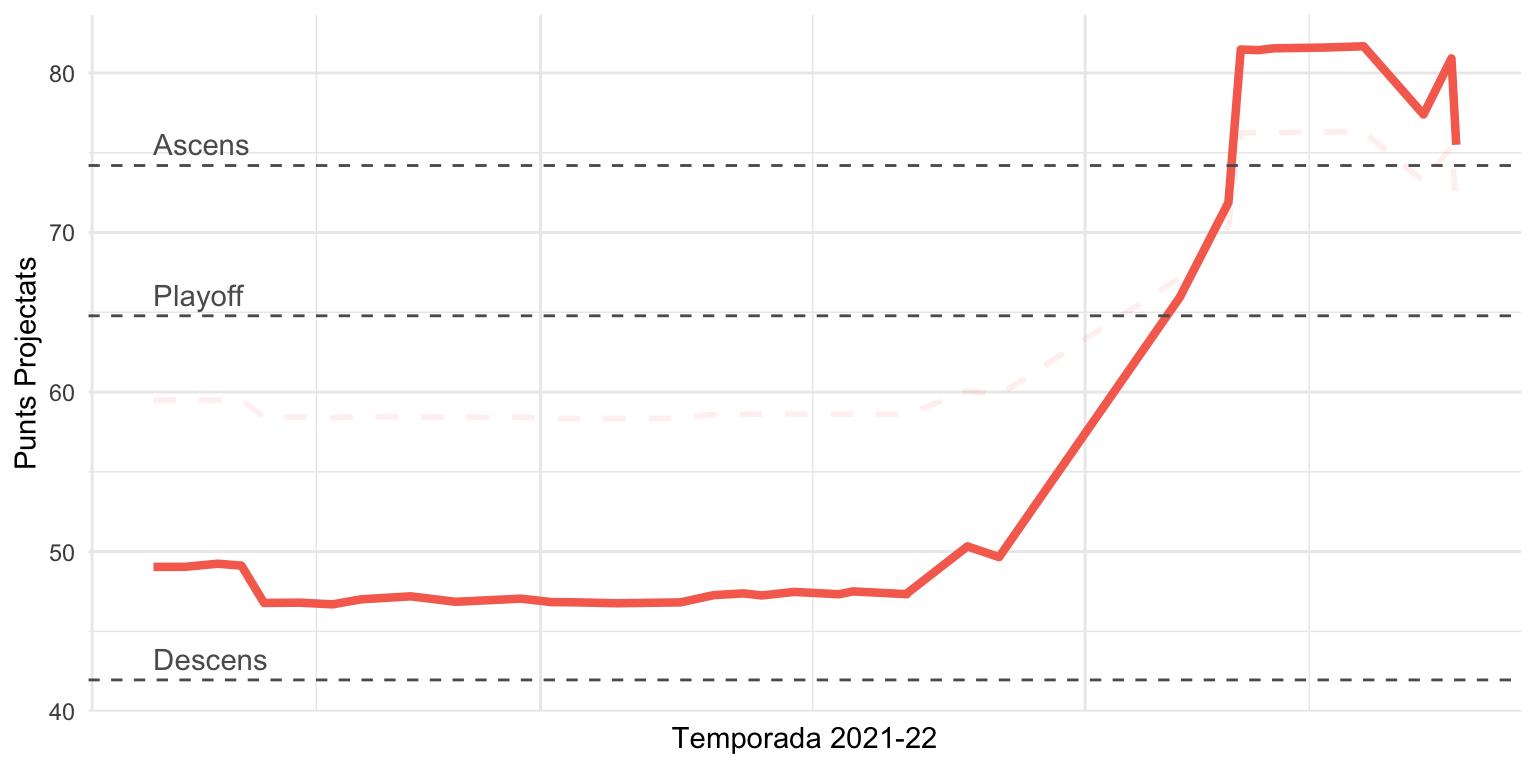 80
70
60
50
40
Punts Projectats
Ascens
Playoff
Descens
Temporada 2021-22